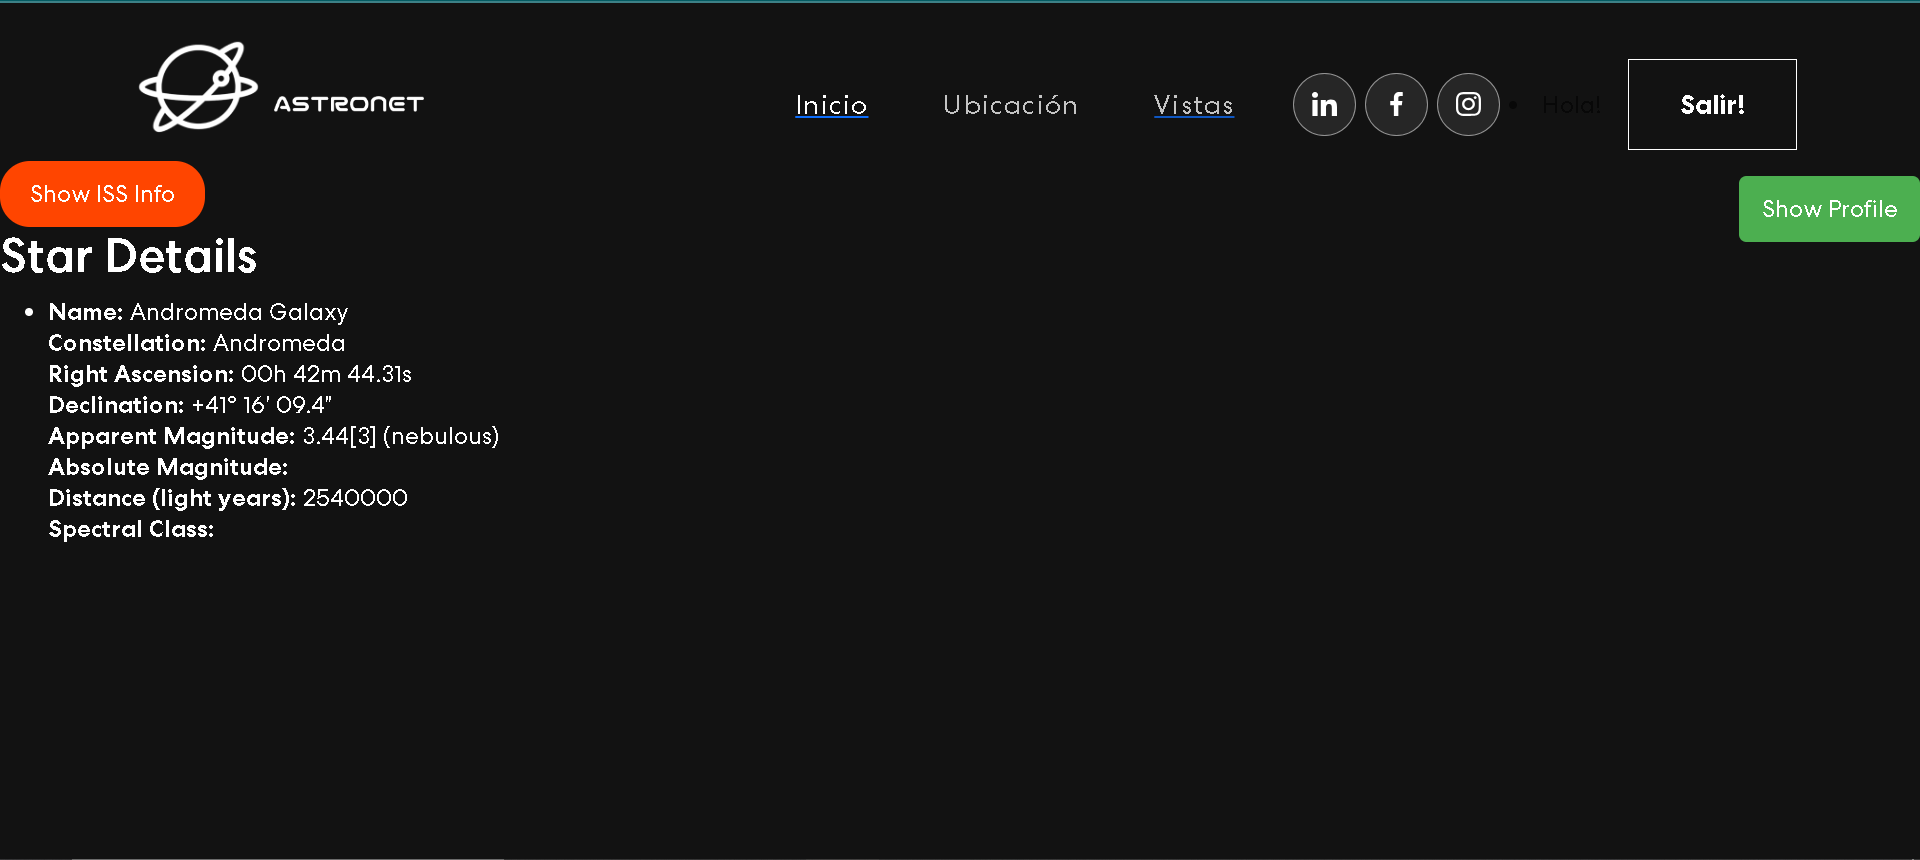 ASTRONET
Inicio
Ubicación
Vistas
Hola!
Salir!
Show ISS Info
Show Profile
Star Details
Name: Andromeda Galaxy
Constellation: Andromeda
Right Ascension: 00h 42m 44.31s
Declination: +41° 16′ 09.4″
Apparent Magnitude: 3.44[3] (nebulous)
Absolute Magnitude:
Distance (light years): 2540000
Spectral Class: